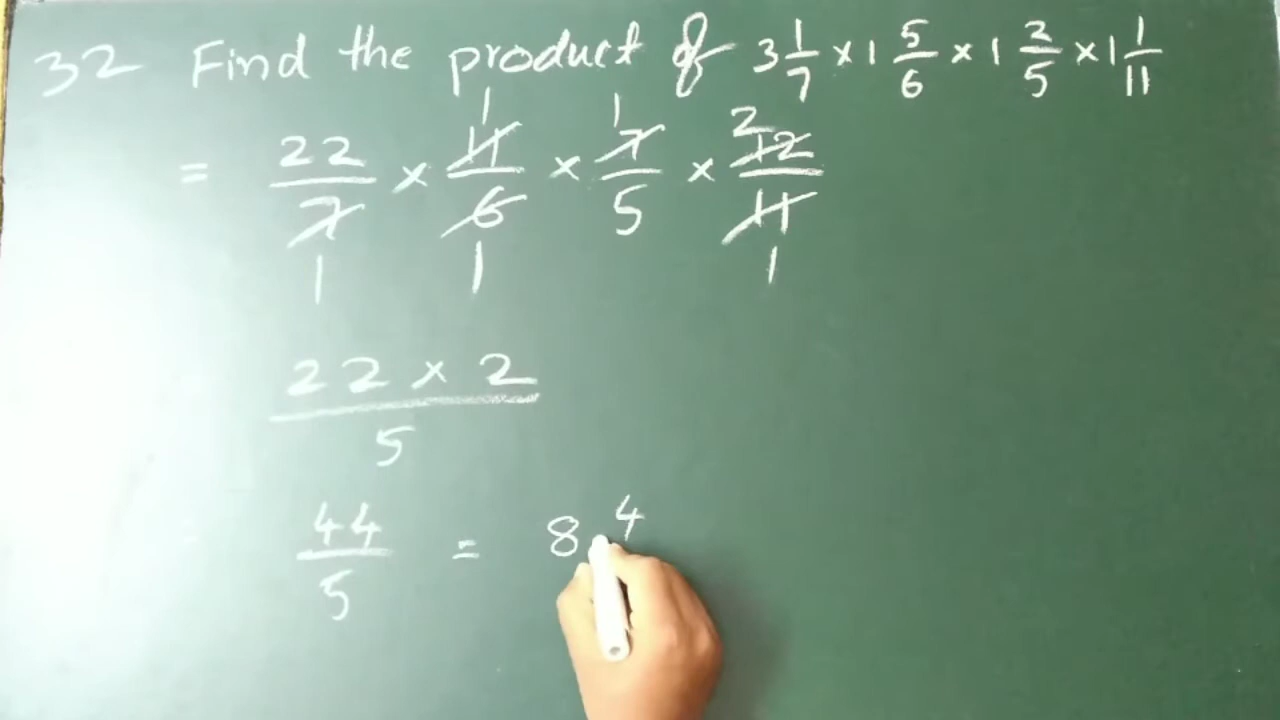 32 Find the product of 3 1/7 × 1 5/6 × 1 2/5 × 1 1/11
1 1 2
= 22/7 × 11/6 × 7/5 × 12/11
1 1 1
22 × 2
5
44/5 = 8 4